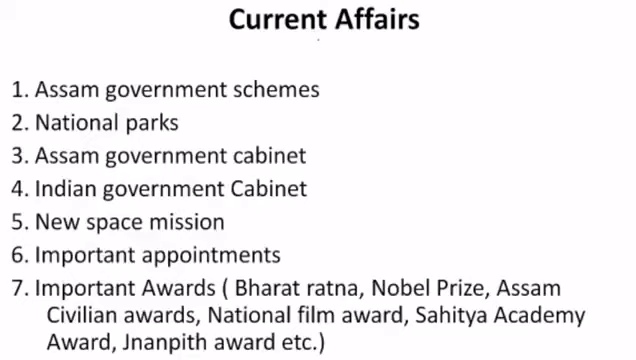 Current Affairs
1. Assam government schemes
2. National parks
3. Assam government cabinet
4. Indian government Cabinet
5. New space mission
6. Important appointments
7. Important Awards ( Bharat ratna, Nobel Prize, Assam
Civilian awards, National film award, Sahitya Academy
Award, Jnanpith award etc.)